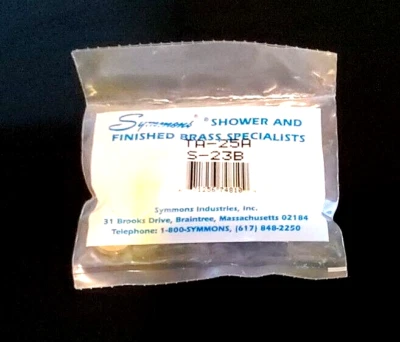 Symmons ® SHOWER AND
FINISHED BRASS SPECIALISTS
TA-25A
S-23B
Symmons Industries, Inc.
31 Brooks Drive, Braintree, Massachusetts 02184
Telephone: 1-800-SYMMONS, (617) 848-2250